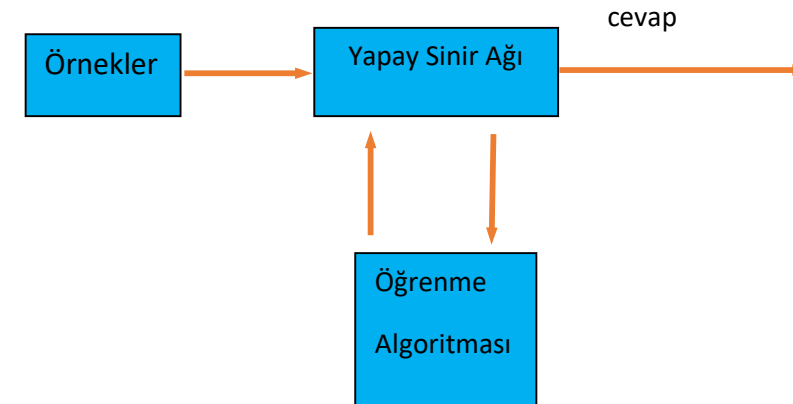 cevap
Örnekler
Yapay Sinir Ağı
Öğrenme
Algoritması